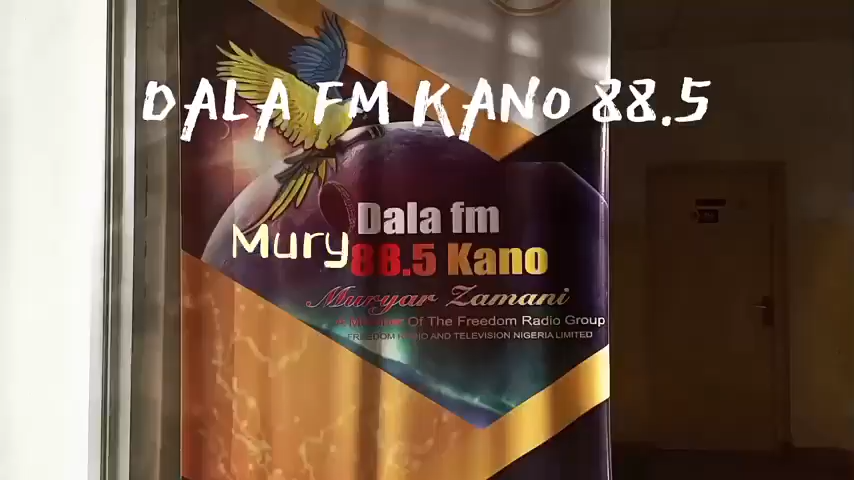 DALA FM KANO 88.5
Dala fm
Mury
88.5 Kano
Muryar Zamani
A Member Of The Freedom Radio Group
FREEDOM RADIO AND TELEVISION NIGERIA LIMITED